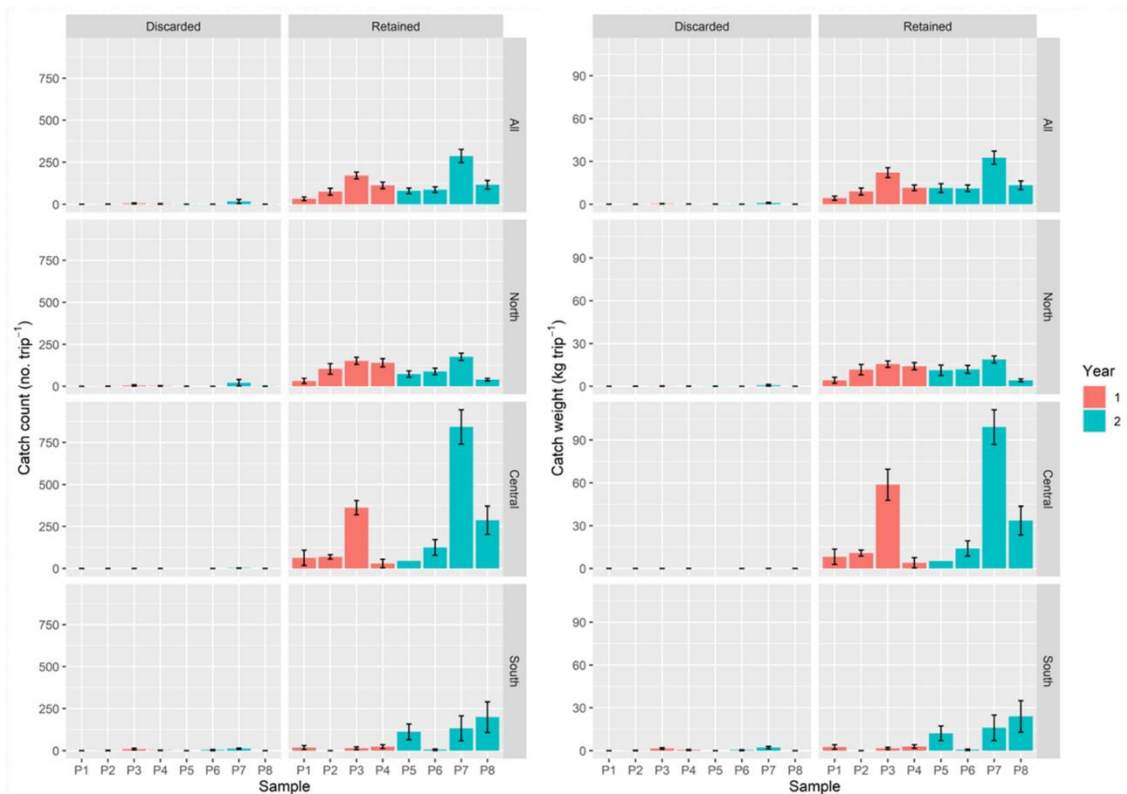 Discarded
Retained
750
500
250
0
All
750
500
250
0
North
750
500
250
0
Central
750
500
250
0
South
P1 P2 P3 P4 P5 P6 P7 P8
P1 P2 P3 P4 P5 P6 P7 P8
Sample
Catch count (no. trip⁻¹)
Discarded
Retained
90
60
30
0
All
90
60
30
0
North
90
60
30
0
Central
90
60
30
0
South
P1 P2 P3 P4 P5 P6 P7 P8
P1 P2 P3 P4 P5 P6 P7 P8
Sample
Catch weight (kg trip⁻¹)
Year
1
2